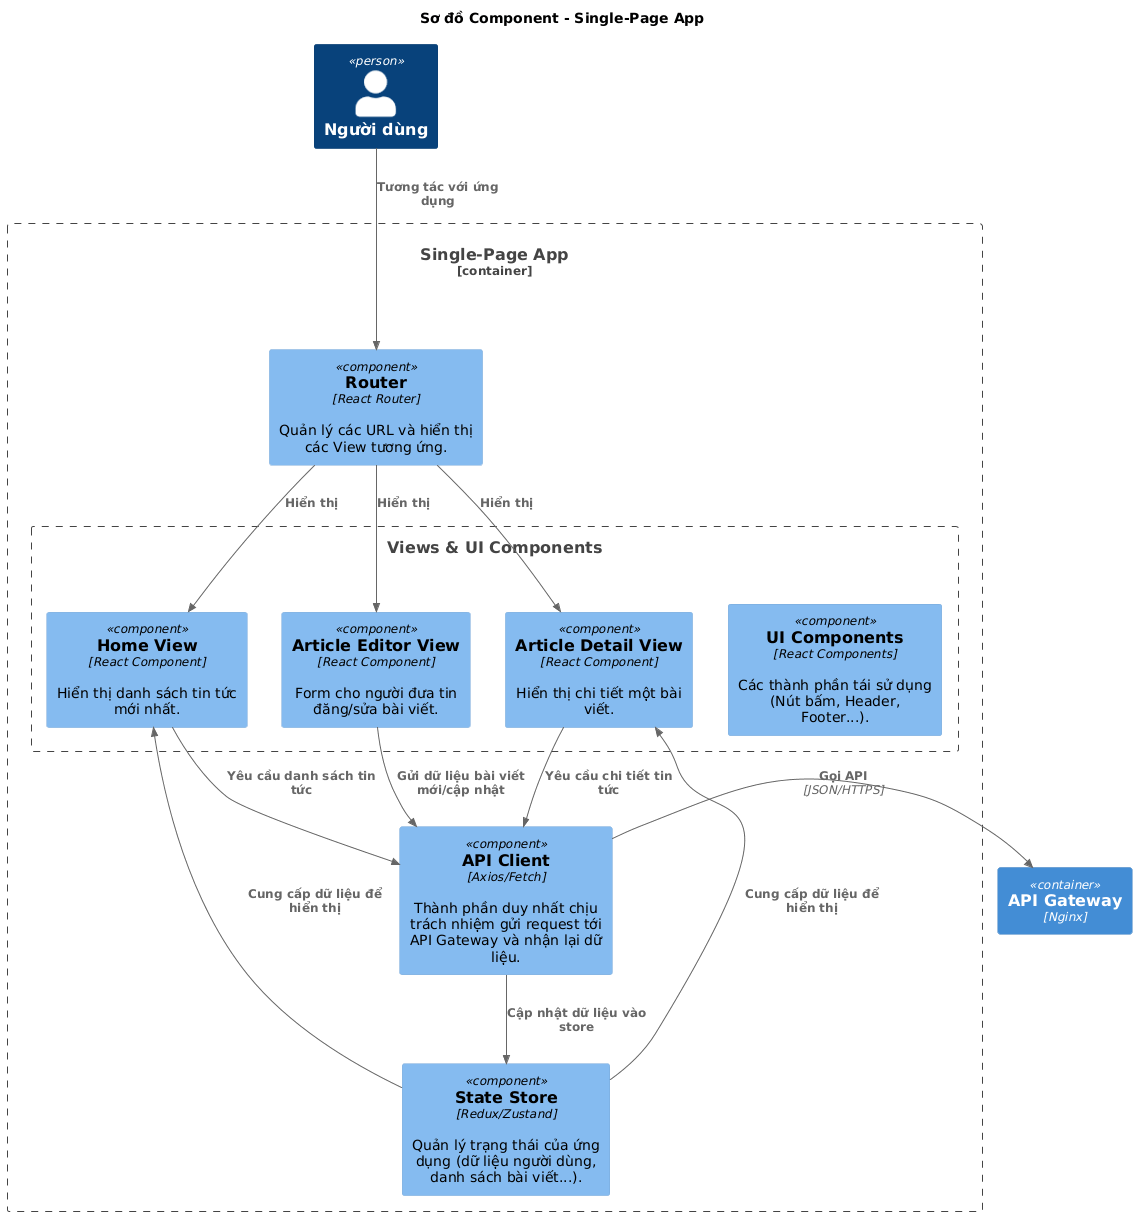 Sơ đồ Component - Single-Page App
«person»
Người dùng
Tương tác với ứng
dụng
Single-Page App
[container]
«component»
Router
[React Router]
Quản lý các URL và hiển thị
các View tương ứng.
Hiển thị
Hiển thị
Hiển thị
Views & UI Components
«component»
Home View
[React Component]
Hiển thị danh sách tin tức
mới nhất.
«component»
Article Editor View
[React Component]
Form cho người đưa tin
đăng/sửa bài viết.
«component»
Article Detail View
[React Component]
Hiển thị chi tiết một bài
viết.
«component»
UI Components
[React Components]
Các thành phần tái sử dụng
(Nút bấm, Header,
Footer...).
Yêu cầu danh sách tin
tức
Gửi dữ liệu bài viết
mới/cập nhật
Yêu cầu chi tiết tin
tức
Gọi API
[JSON/HTTPS]
«component»
API Client
[Axios/Fetch]
Thành phần duy nhất chịu
trách nhiệm gửi request tới
API Gateway và nhận lại dữ
liệu.
«container»
API Gateway
[Nginx]
Cung cấp dữ liệu để
hiển thị
Cung cấp dữ liệu để
hiển thị
Cập nhật dữ liệu vào
store
«component»
State Store
[Redux/Zustand]
Quản lý trạng thái của ứng
dụng (dữ liệu người dùng,
danh sách bài viết...).